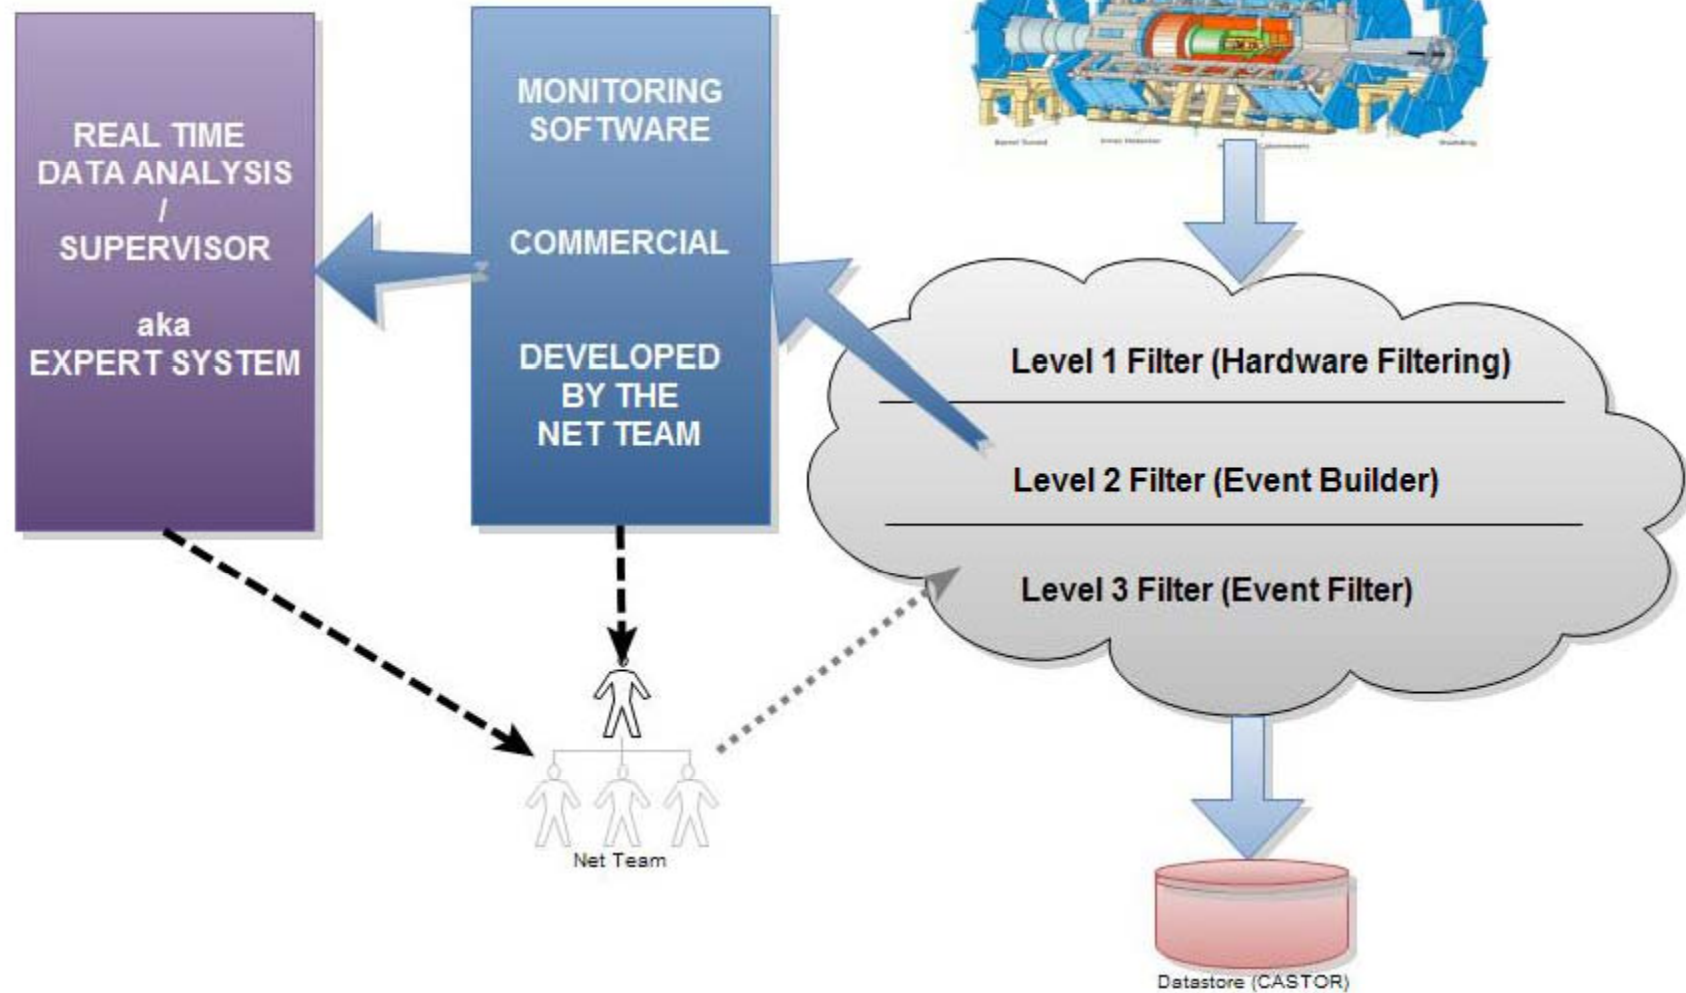 REAL TIME
DATA ANALYSIS
/
SUPERVISOR
aka
EXPERT SYSTEM
MONITORING
SOFTWARE
COMMERCIAL
DEVELOPED
BY THE
NET TEAM
Shielding
Level 1 Filter (Hardware Filtering)
Level 2 Filter (Event Builder)
Level 3 Filter (Event Filter)
Net Team
Datastore (CASTOR)